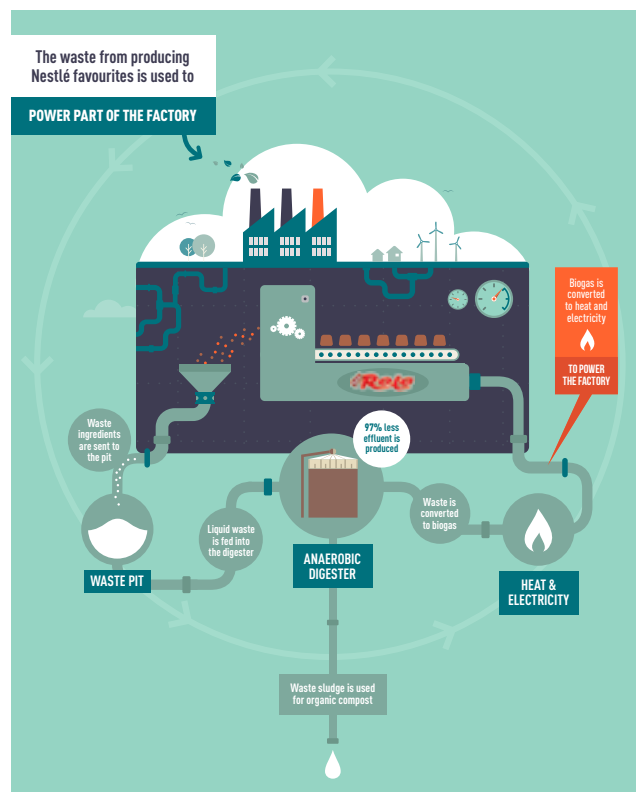 The waste from producing
Nestlé favourites is used to
POWER PART OF THE FACTORY
Biogas is
converted
to heat and
electricity
TO POWER
THE FACTORY
Rolo
Waste
ingredients
are sent to
the pit
97% less
effluent is
produced
Liquid waste
is fed into
the digester
Waste is
converted
to biogas
WASTE PIT
ANAEROBIC
DIGESTER
HEAT &
ELECTRICITY
Waste sludge is used
for organic compost